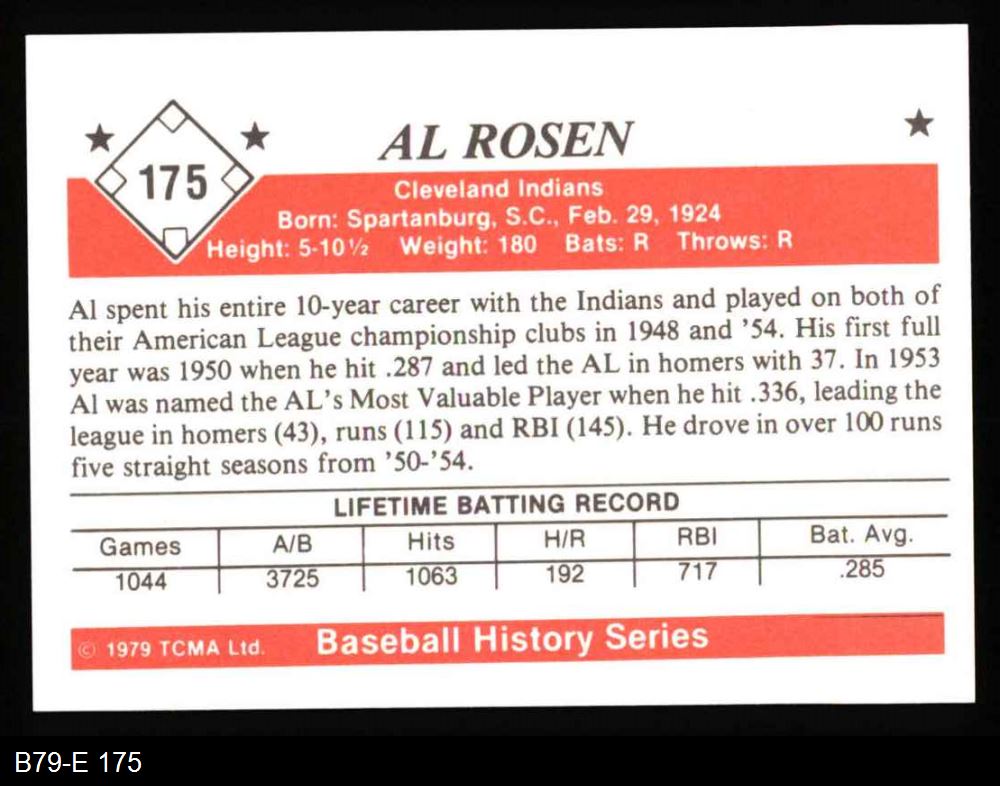 175
AL ROSEN
Cleveland Indians
Born: Spartanburg, S.C., Feb. 29, 1924
Height: 5-10½ Weight: 180 Bats: R Throws: R
Al spent his entire 10-year career with the Indians and played on both of
their American League championship clubs in 1948 and '54. His first full
year was 1950 when he hit .287 and led the AL in homers with 37. In 1953
Al was named the AL's Most Valuable Player when he hit .336, leading the
league in homers (43), runs (115) and RBI (145). He drove in over 100 runs
five straight seasons from '50-'54.
LIFETIME BATTING RECORD
Games A/B Hits H/R RBI Bat. Avg.
1044 3725 1063 192 717 .285
© 1979 TCMA Ltd. Baseball History Series
B79-E 175